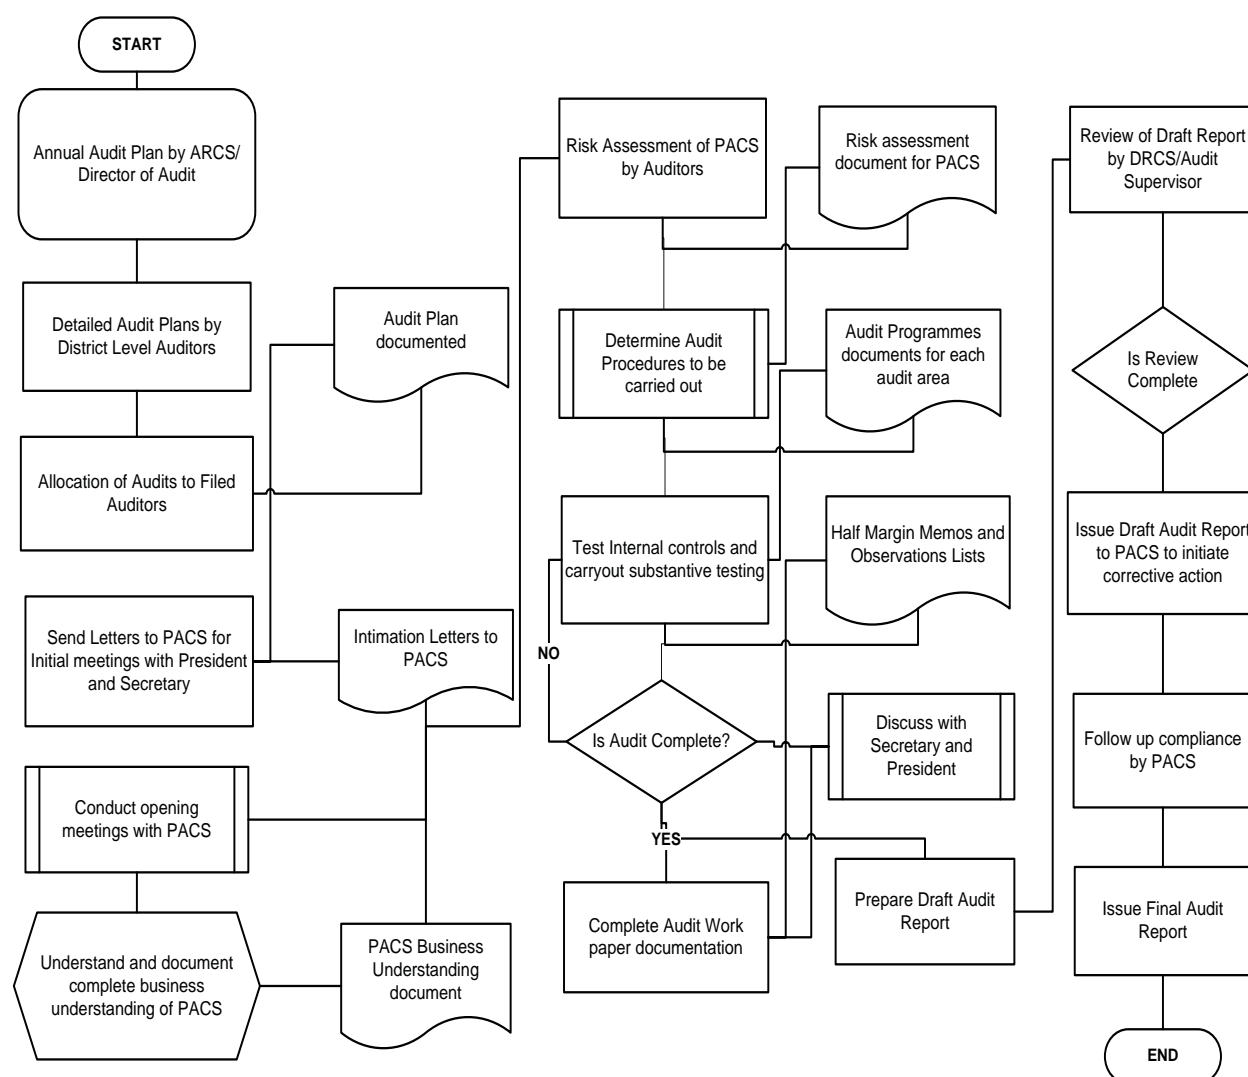 START
Annual Audit Plan by ARCS/
Director of Audit
Detailed Audit Plans by
District Level Auditors
Audit Plan
documented
Allocation of Audits to Filed
Auditors
Send Letters to PACS for
Initial meetings with President
and Secretary
Intimation Letters to
PACS
Conduct opening
meetings with PACS
Understand and document
complete business
understanding of PACS
PACS Business
Understanding
document
Risk Assessment of PACS
by Auditors
Risk assessment
document for PACS
Determine Audit
Procedures to be
carried out
Audit Programmes
documents for each
audit area
Test Internal controls and
carryout substantive testing
Half Margin Memos and
Observations Lists
NO
Is Audit Complete?
Discuss with
Secretary and
President
YES
Complete Audit Work
paper documentation
Prepare Draft Audit
Report
Review of Draft Report
by DRCS/Audit
Supervisor
Is Review
Complete
Issue Draft Audit Report
to PACS to initiate
corrective action
Follow up compliance
by PACS
Issue Final Audit
Report
END